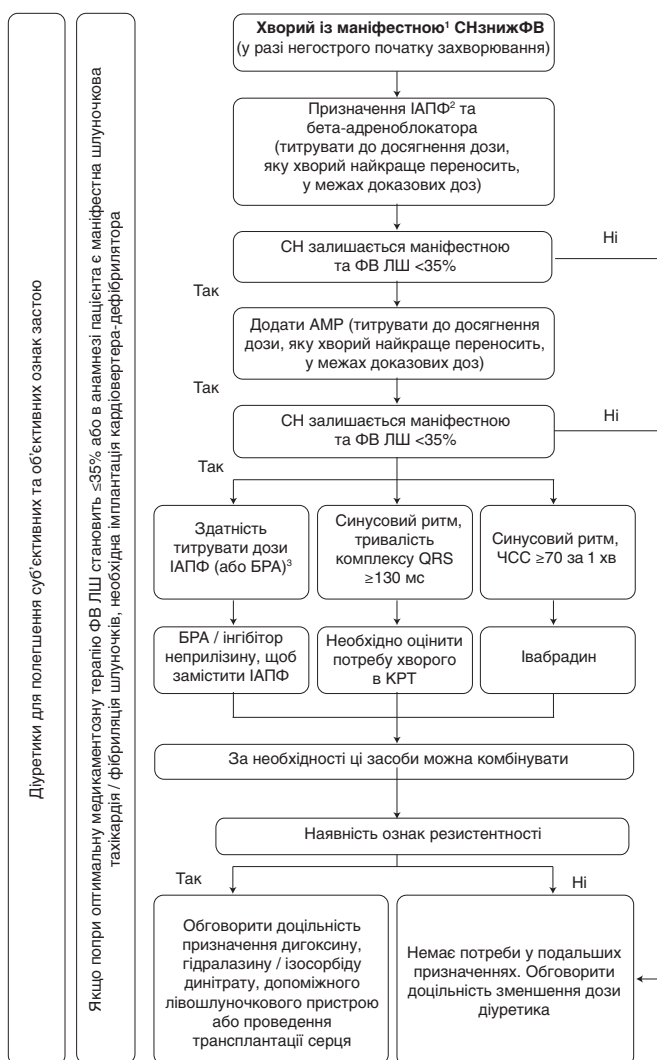 Хворий із маніфестною¹ СНзнижФВ
(у разі негострого початку захворювання)
Призначення ІАПФ² та
бета-адреноблокатора
(титрувати до досягнення дози,
яку хворий найкраще переносить,
у межах доказових доз)
СН залишається маніфестною
та ФВ ЛШ <35%
Ні
Так
Додати АМР (титрувати до досягнення
дози, яку хворий найкраще переносить,
у межах доказових доз)
Так
СН залишається маніфестною
та ФВ ЛШ <35%
Ні
Так
Здатність
титрувати дози
ІАПФ (або БРА)³
Синусовий ритм,
тривалість
комплексу QRS
≥130 мс
Синусовий ритм,
ЧСС ≥70 за 1 хв
БРА / інгібітор
неприлізину, щоб
замістити ІАПФ
Необхідно оцінити
потребу хворого
в КРТ
Івабрадин
За необхідності ці засоби можна комбінувати
Наявність ознак резистентності
Так
Ні
Обговорити доцільність
призначення дигоксину,
гідралазину / ізосорбіду
динітрату, допоміжного
лівошлуночкового пристрою
або проведення
трансплантації серця
Немає потреби у подальших
призначеннях. Обговорити
доцільність зменшення дози
діуретика
Діуретики для полегшення суб’єктивних та об’єктивних ознак застою
Якщо попри оптимальну медикаментозну терапію ФВ ЛШ становить ≤35% або в анамнезі пацієнта є маніфестна шлуночкова
тахікардія / фібриляція шлуночків, необхідна імплантація кардіовертера-дефібрилятора